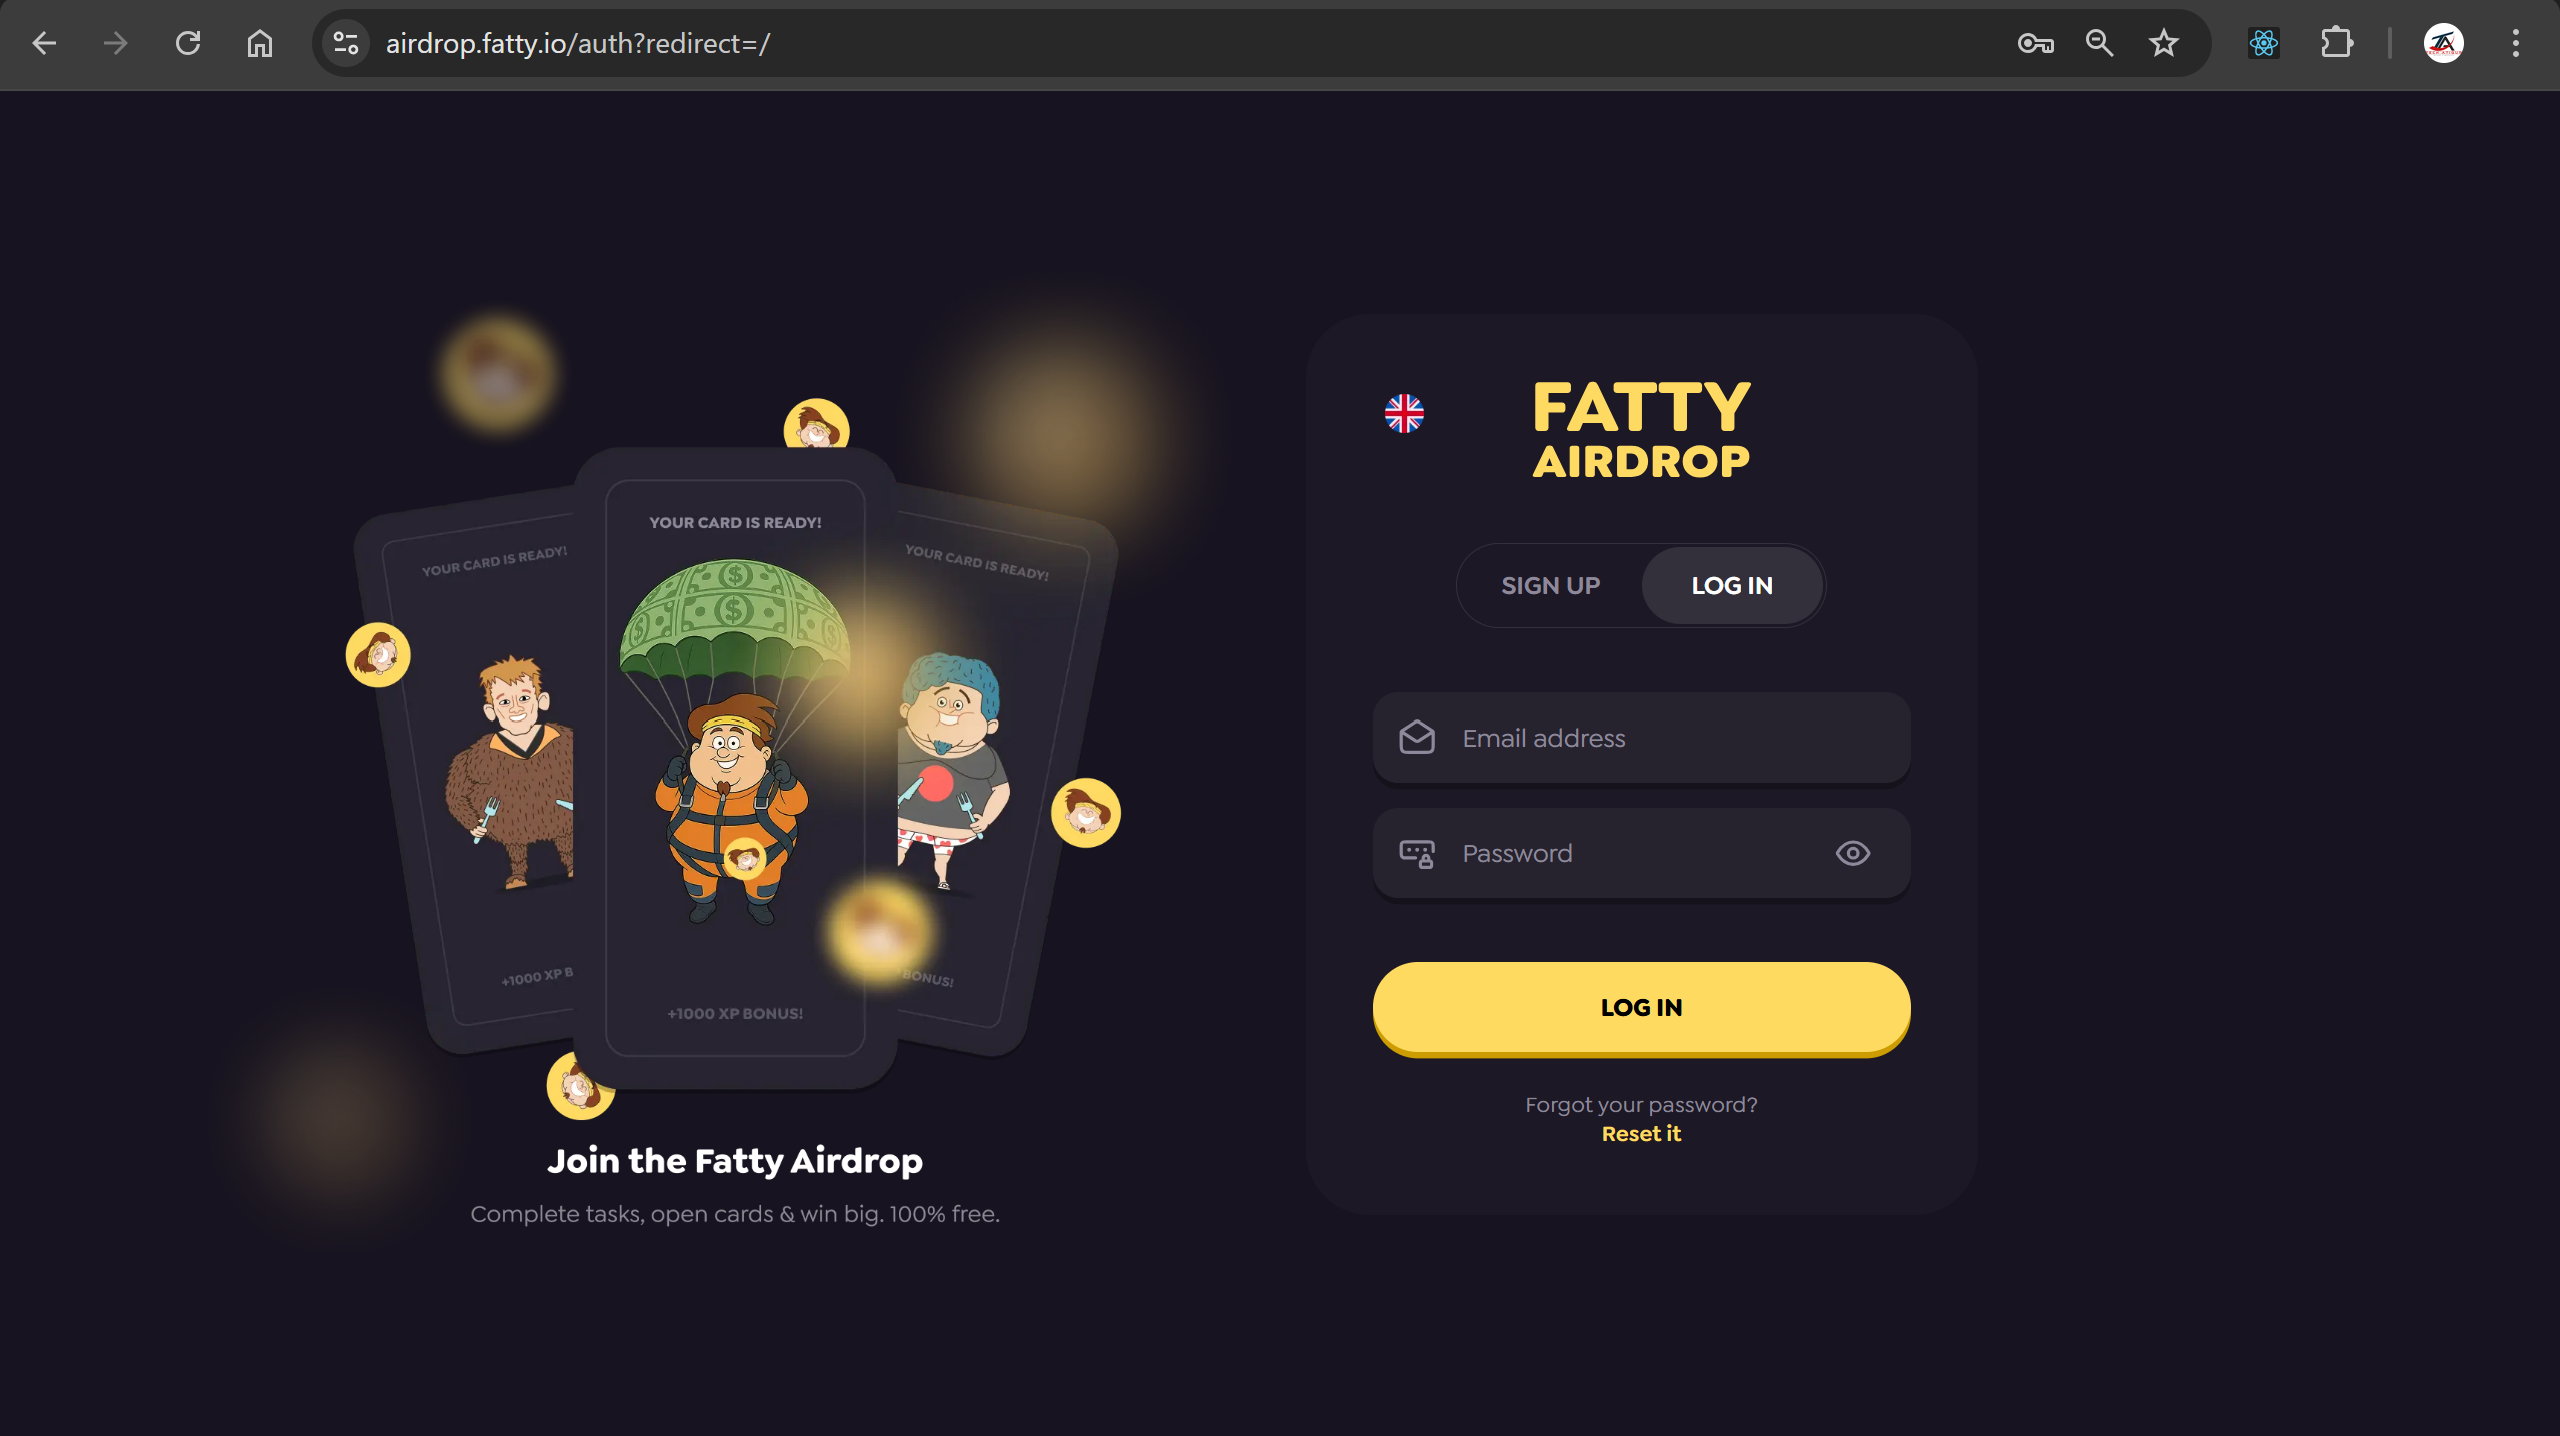 airdrop.fatty.io/auth?redirect=/
YOUR CARD IS READY!
YOUR CARD IS READY!
YOUR CARD IS READY!
+1000 XP B
+1000 XP BONUS!
BONUS!
Join the Fatty Airdrop
Complete tasks, open cards & win big. 100% free.
FATTY
AIRDROP
SIGN UP
LOG IN
Email address
Password
LOG IN
Forgot your password?
Reset it